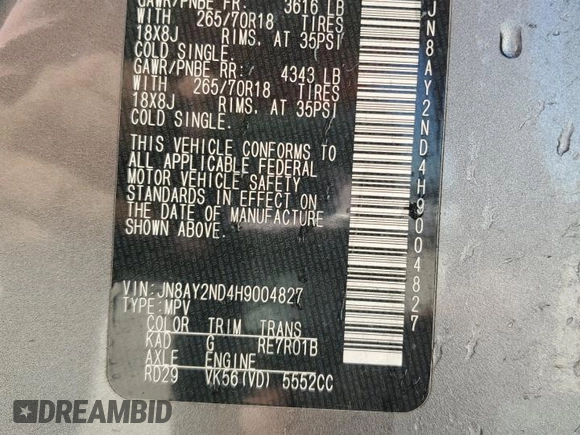 GAWR/PNBE FR: 3616 LB
WITH 265/70R18 TIRES
18X8J RIMS, AT 35PSI
COLD SINGLE.
GAWR/PNBE RR: 4343 LB
WITH 265/70R18 TIRES
18X8J RIMS, AT 35PSI
COLD SINGLE.
THIS VEHICLE CONFORMS TO
ALL APPLICABLE FEDERAL
MOTOR VEHICLE SAFETY
STANDARDS IN EFFECT ON
THE DATE OF MANUFACTURE
SHOWN ABOVE.
VIN:JN8AY2ND4H9004827
TYPE:MPV
COLOR TRIM TRANS
KAD G RE7R01B
AXLE ENGINE
RD29 VK56(VD) 5552CC
JN8AY2ND4H9004827
DREAMBID